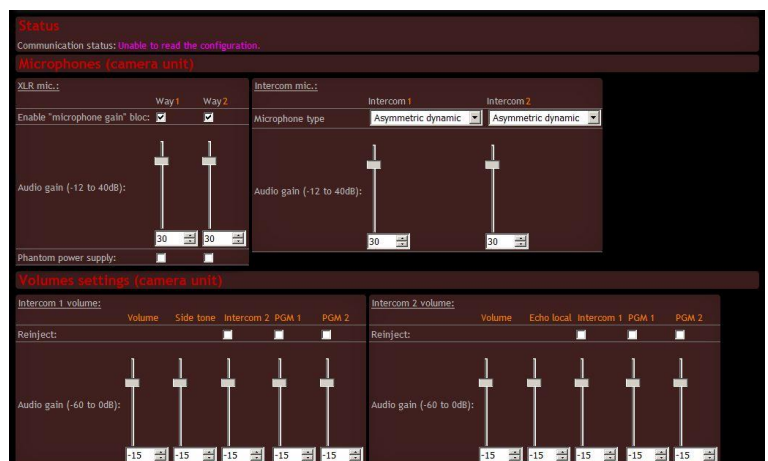 Status
Communication status: Unable to read the configuration.
Microphones (camera unit)
XLR mic.:
Way 1 Way 2
Enable "microphone gain" bloc:
Audio gain (-12 to 40dB):
30 30
Phantom power supply:
Intercom mic.:
Intercom 1 Intercom 2
Microphone type Asymmetric dynamic Asymmetric dynamic
Audio gain (-12 to 40dB):
30 30
Volumes settings (camera unit)
Intercom 1 volume:
Volume Side tone Intercom 2 PGM 1 PGM 2
Reinject:
Audio gain (-60 to 0dB):
-15 -15 -15 -15 -15
Intercom 2 volume:
Volume Echo local Intercom 1 PGM 1 PGM 2
Reinject:
Audio gain (-60 to 0dB):
-15 -15 -15 -15 -15